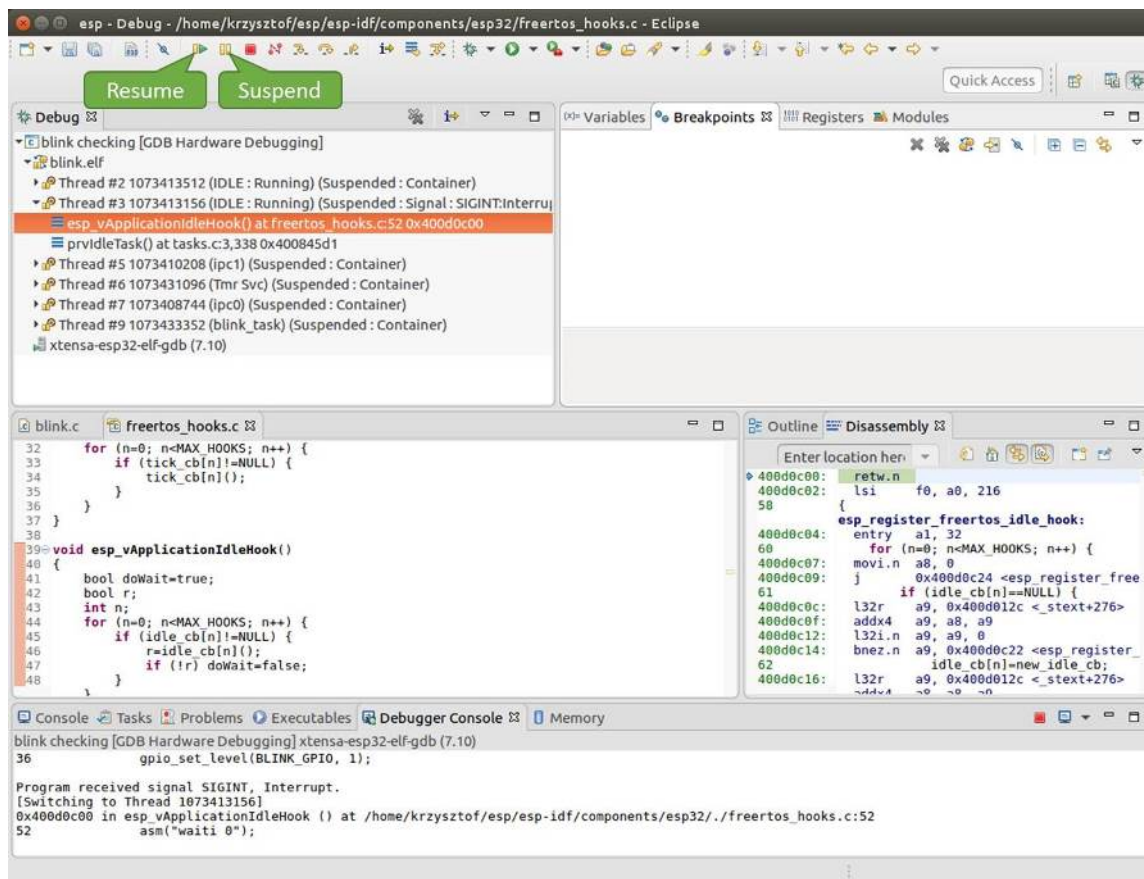 esp - Debug - /home/krzysztof/esp/esp-idf/components/esp32/freertos_hooks.c - Eclipse
Resume
Suspend
Quick Access
Debug
blink checking [GDB Hardware Debugging]
blink.elf
Thread #2 1073413512 (IDLE : Running) (Suspended : Container)
Thread #3 1073413156 (IDLE : Running) (Suspended : Signal : SIGINT:Interru
esp_vApplicationIdleHook() at freertos_hooks.c:52 0x400d0c00
prvIdleTask() at tasks.c:3,338 0x400845d1
Thread #5 1073410208 (ipc1) (Suspended : Container)
Thread #6 1073431096 (Tmr Svc) (Suspended : Container)
Thread #7 1073408744 (ipc0) (Suspended : Container)
Thread #9 1073433352 (blink_task) (Suspended : Container)
xtensa-esp32-elf-gdb (7.10)
(x)= Variables Breakpoints Registers Modules
blink.c freertos_hooks.c
32 for (n=0; n<MAX_HOOKS; n++) {
33 if (tick_cb[n]!=NULL) {
34 tick_cb[n]();
35 }
36 }
37 }
38
39 void esp_vApplicationIdleHook()
40 {
41 bool doWait=true;
42 bool r;
43 int n;
44 for (n=0; n<MAX_HOOKS; n++) {
45 if (idle_cb[n]!=NULL) {
46 r=idle_cb[n]();
47 if (!r) doWait=false;
48 }
}
Outline Disassembly
Enter location her
400d0c00: retw.n
400d0c02: lsi f0, a0, 216
58 {
esp_register_freertos_idle_hook:
400d0c04: entry a1, 32
60 for (n=0; n<MAX_HOOKS; n++) {
400d0c07: movi.n a8, 0
400d0c09: j 0x400d0c24 <esp_register_free
61 if (idle_cb[n]==NULL) {
400d0c0c: l32r a9, 0x400d012c <_stext+276>
400d0c0f: addx4 a9, a8, a9
400d0c12: l32i.n a9, a9, 0
400d0c14: bnez.n a9, 0x400d0c22 <esp_register_
62 idle_cb[n]=new_idle_cb;
400d0c16: l32r a9, 0x400d012c <_stext+276>
addx4 a8, a8, a9
Console Tasks Problems Executables Debugger Console Memory
blink checking [GDB Hardware Debugging] xtensa-esp32-elf-gdb (7.10)
36 gpio_set_level(BLINK_GPIO, 1);
Program received signal SIGINT, Interrupt.
[Switching to Thread 1073413156]
0x400d0c00 in esp_vApplicationIdleHook () at /home/krzysztof/esp/esp-idf/components/esp32/./freertos_hooks.c:52
52 asm("waiti 0");